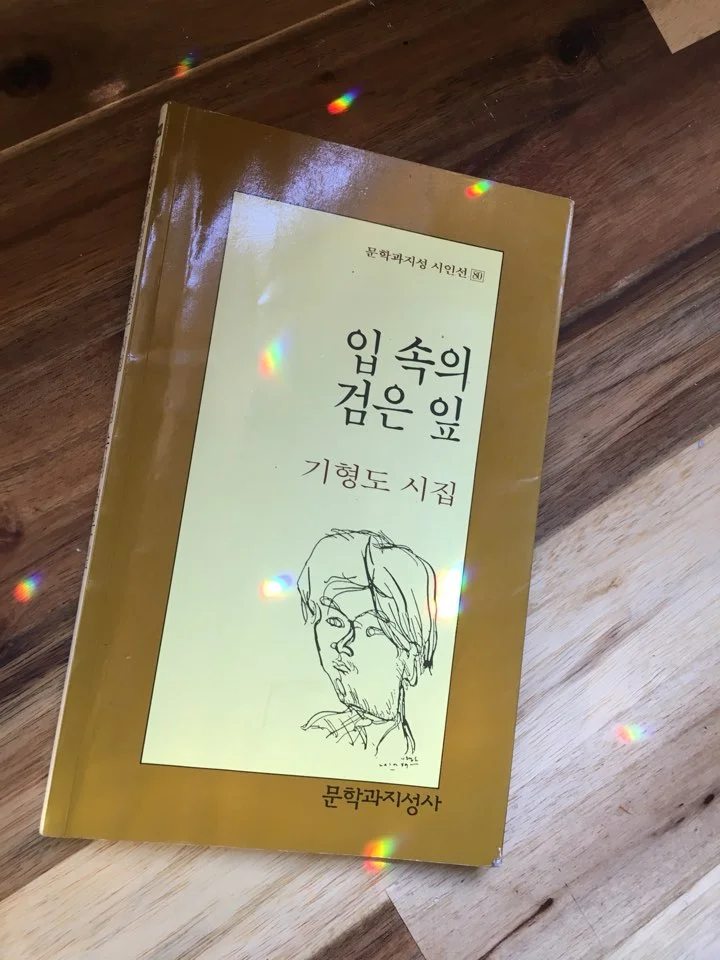 문학과지성 시인선 80
입 속의
검은 잎
기형도 시집
문학과지성사